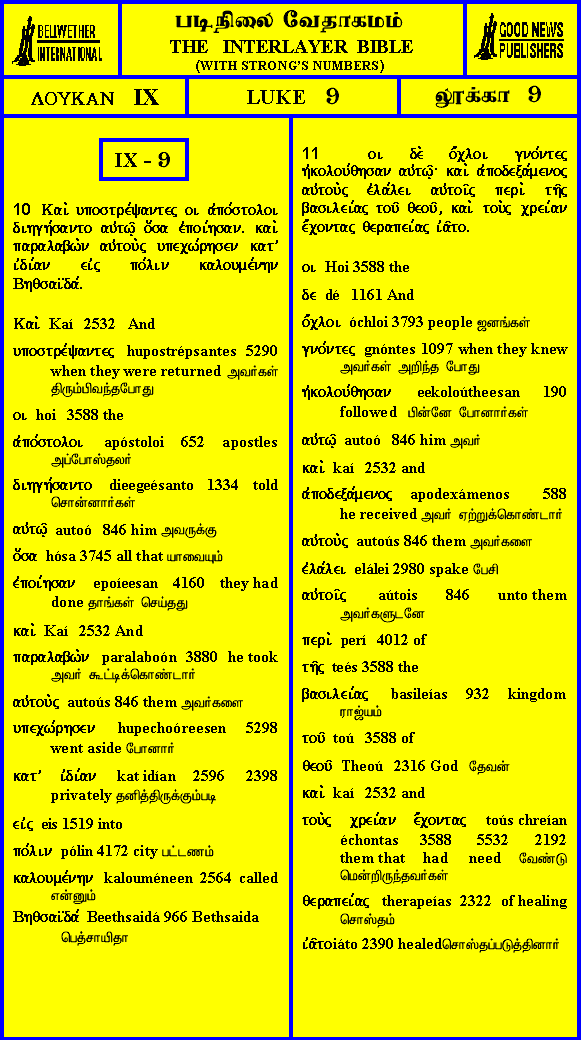 BELLWETHER
INTERNATIONAL
படிநிலை வேதாகமம்
THE INTERLAYER BIBLE
(WITH STRONG'S NUMBERS)
GOOD NEWS
PUBLISHERS
ΛΟΥΚΑΝ IX
LUKE 9
லூக்கா 9
IX - 9
10 Καὶ υποστρέψαντες οι ἀπόστολοι
διηγήσαντο αὐτῷ ὅσα ἐποίησαν. καὶ
παραλαβὼν αὐτοὺς υπεχώρησεν κατ’
ἰδίαν εἰς πόλιν καλουμένην
Βηθσαϊδά.
Καὶ Kaí 2532 And
υποστρέψαντες hupostrépsantes 5290
when they were returned அவர்கள்
திரும்பிவந்தபோது
οι hoi 3588 the
ἀπόστολοι apóstoloi 652 apostles
அப்போஸ்தலர்
διηγήσαντο dieegeésanto 1334 told
சொன்னார்கள்
αὐτῷ autoó 846 him அவருக்கு
ὅσα hósa 3745 all that யாவையும்
ἐποίησαν epoíeesan 4160 they had
done தாங்கள் செய்தது
καὶ Kaí 2532 And
παραλαβὼν paralaboón 3880 he took
அவர் கூட்டிக்கொண்டார்
αὐτοὺς autoús 846 them அவர்களை
υπεχώρησεν hupechoóreesen 5298
went aside போனார்
κατ’ ἰδίαν kat idían 2596 2398
privately தனித்திருக்கும்படி
εἰς eis 1519 into
πόλιν pólin 4172 city பட்டணம்
καλουμένην kalouméneen 2564 called
என்னும்
Βηθσαϊδά Beethsaidá 966 Bethsaida
பெத்சாயிதா
11 οι δὲ ὄχλοι γνόντες
ἠκολούθησαν αὐτῷ· καὶ ἀποδεξάμενος
αὐτοὺς ἐλάλει αὐτοῖς περὶ τῆς
βασιλείας τοῦ θεοῦ, καὶ τοὺς χρείαν
ἔχοντας θεραπείας ἰᾶτο.
οι Hoi 3588 the
δε dé 1161 And
ὄχλοι óchloi 3793 people ஜனங்கள்
γνόντες gnóntes 1097 when they knew
அவர்கள் அறிந்த போது
ἠκολούθησαν eekoloútheesan 190
followed பின்னே போனார்கள்
αὐτῷ autoó 846 him அவர்
καὶ kaí 2532 and
ἀποδεξάμενος apodexámenos 588
he received அவர் ஏற்றுக்கொண்டார்
αὐτοὺς autoús 846 them அவர்களை
ἐλάλει elálei 2980 spake பேசி
αὐτοῖς aútois 846 unto them
அவர்களுடனே
περὶ perí 4012 of
τῆς teés 3588 the
βασιλείας basileías 932 kingdom
ராஜ்யம்
τοῦ toú 3588 of
θεοῦ Theoú 2316 God தேவன்
καὶ kaí 2532 and
τοὺς χρείαν ἔχοντας toús chreían
échontas 3588 5532 2192
them that had need வேண்டு
மென்றிருந்தவர்கள்
θεραπείας therapeías 2322 of healing
சொஸ்தம்
ἰᾶτο iáto 2390 healed சொஸ்தப்படுத்தினார்